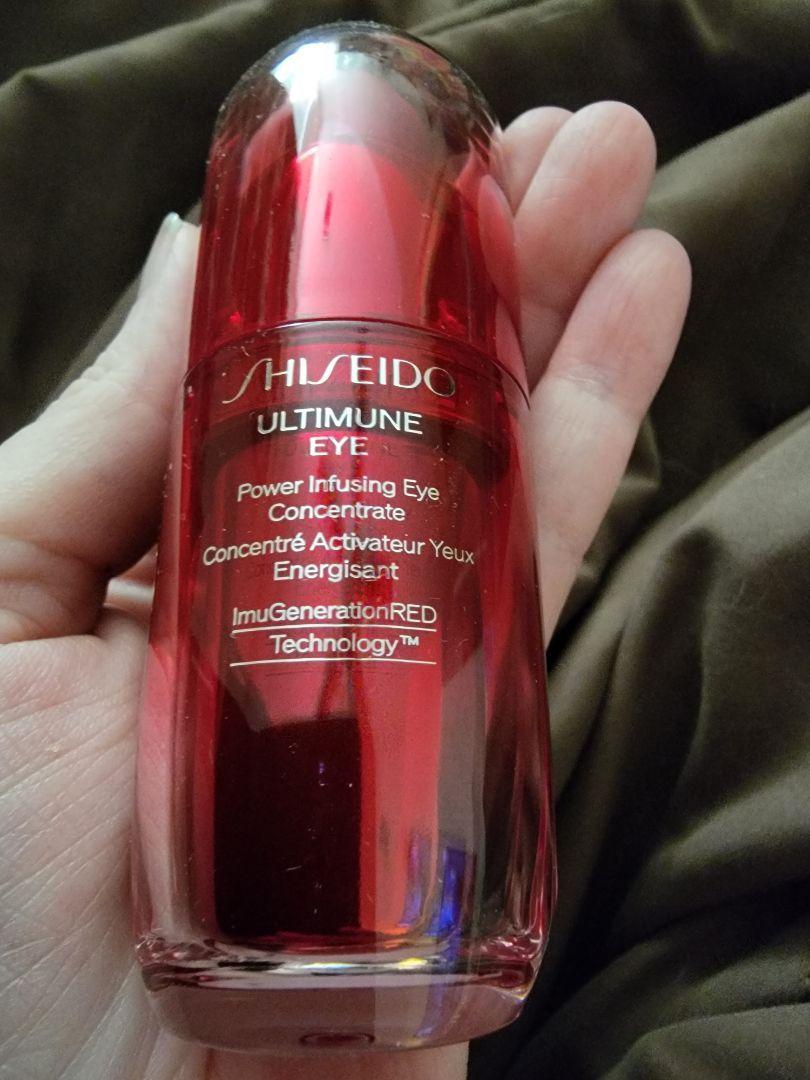 SHISEIDO
ULTIMUNE
EYE
Power Infusing Eye
Concentrate
Concentré Activateur Yeux
Energisant
ImuGenerationRED
Technology™